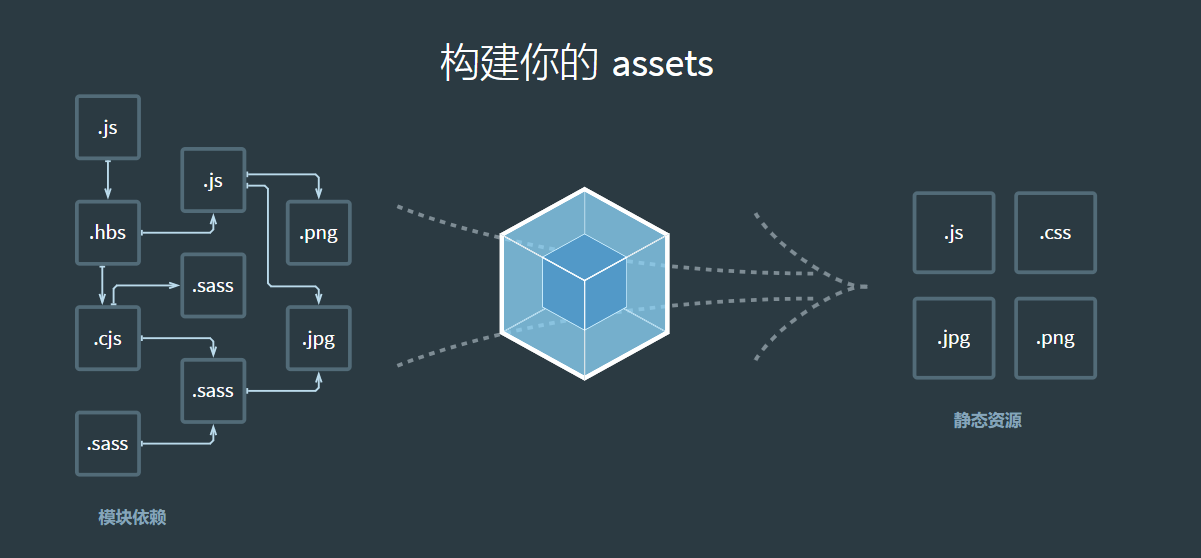 构建你的 assets
.js
.js
.hbs
.png
.sass
.cjs
.jpg
.sass
.sass
模块依赖
.js
.css
.jpg
.png
静态资源